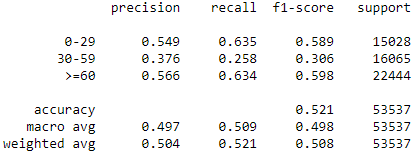 precision recall f1-score support
0-29 0.549 0.635 0.589 15028
30-59 0.376 0.258 0.306 16065
>=60 0.566 0.634 0.598 22444
accuracy 0.521 53537
macro avg 0.497 0.509 0.498 53537
weighted avg 0.504 0.521 0.508 53537